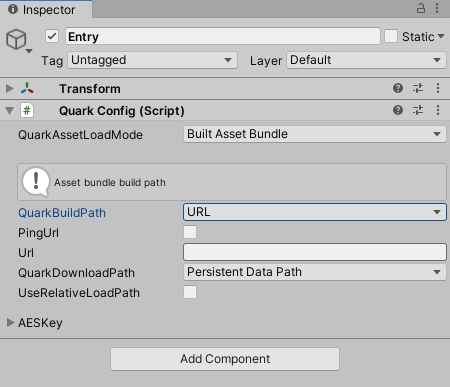 Inspector
Entry
Static
Tag Untagged Layer Default
Transform
# Quark Config (Script)
QuarkAssetLoadMode Built Asset Bundle
! Asset bundle build path
QuarkBuildPath URL
PingUrl
Url
QuarkDownloadPath Persistent Data Path
UseRelativeLoadPath
AESKey
Add Component